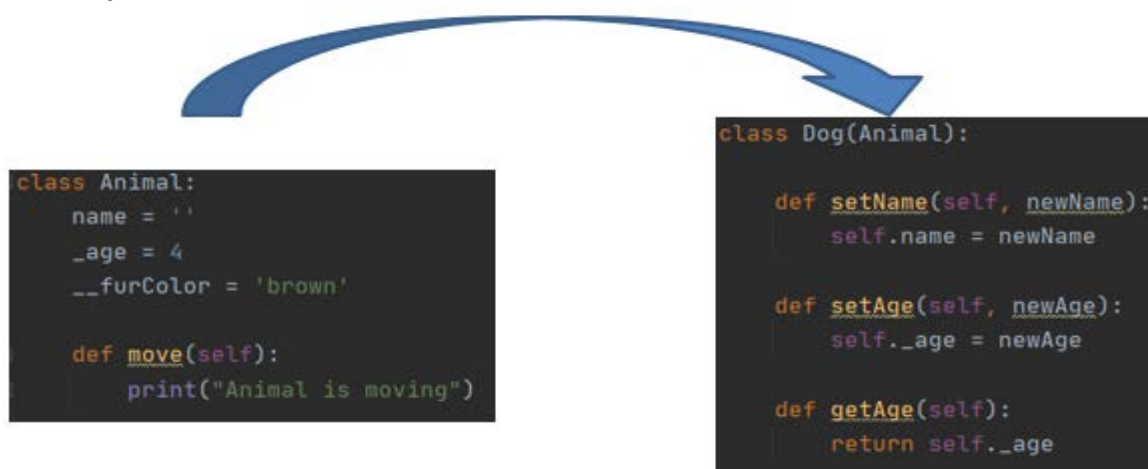 class Animal:
name = ''
_age = 4
__furColor = 'brown'
def move(self):
print("Animal is moving")
class Dog(Animal):
def setName(self, newName):
self.name = newName
def setAge(self, newAge):
self._age = newAge
def getAge(self):
return self._age